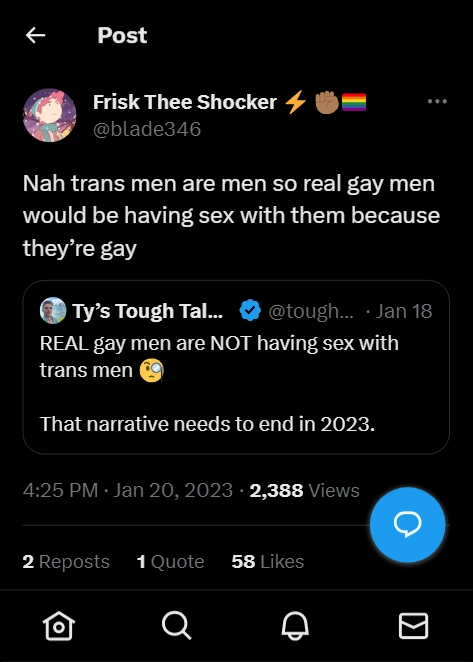 Post
Frisk Thee Shocker ⚡ ✊🏾 🏳️‍🌈
@blade346
Nah trans men are men so real gay men
would be having sex with them because
they’re gay
Ty’s Tough Tal... @tough... · Jan 18
REAL gay men are NOT having sex with
trans men 🧐
That narrative needs to end in 2023.
4:25 PM · Jan 20, 2023 · 2,388 Views
2 Reposts 1 Quote 58 Likes